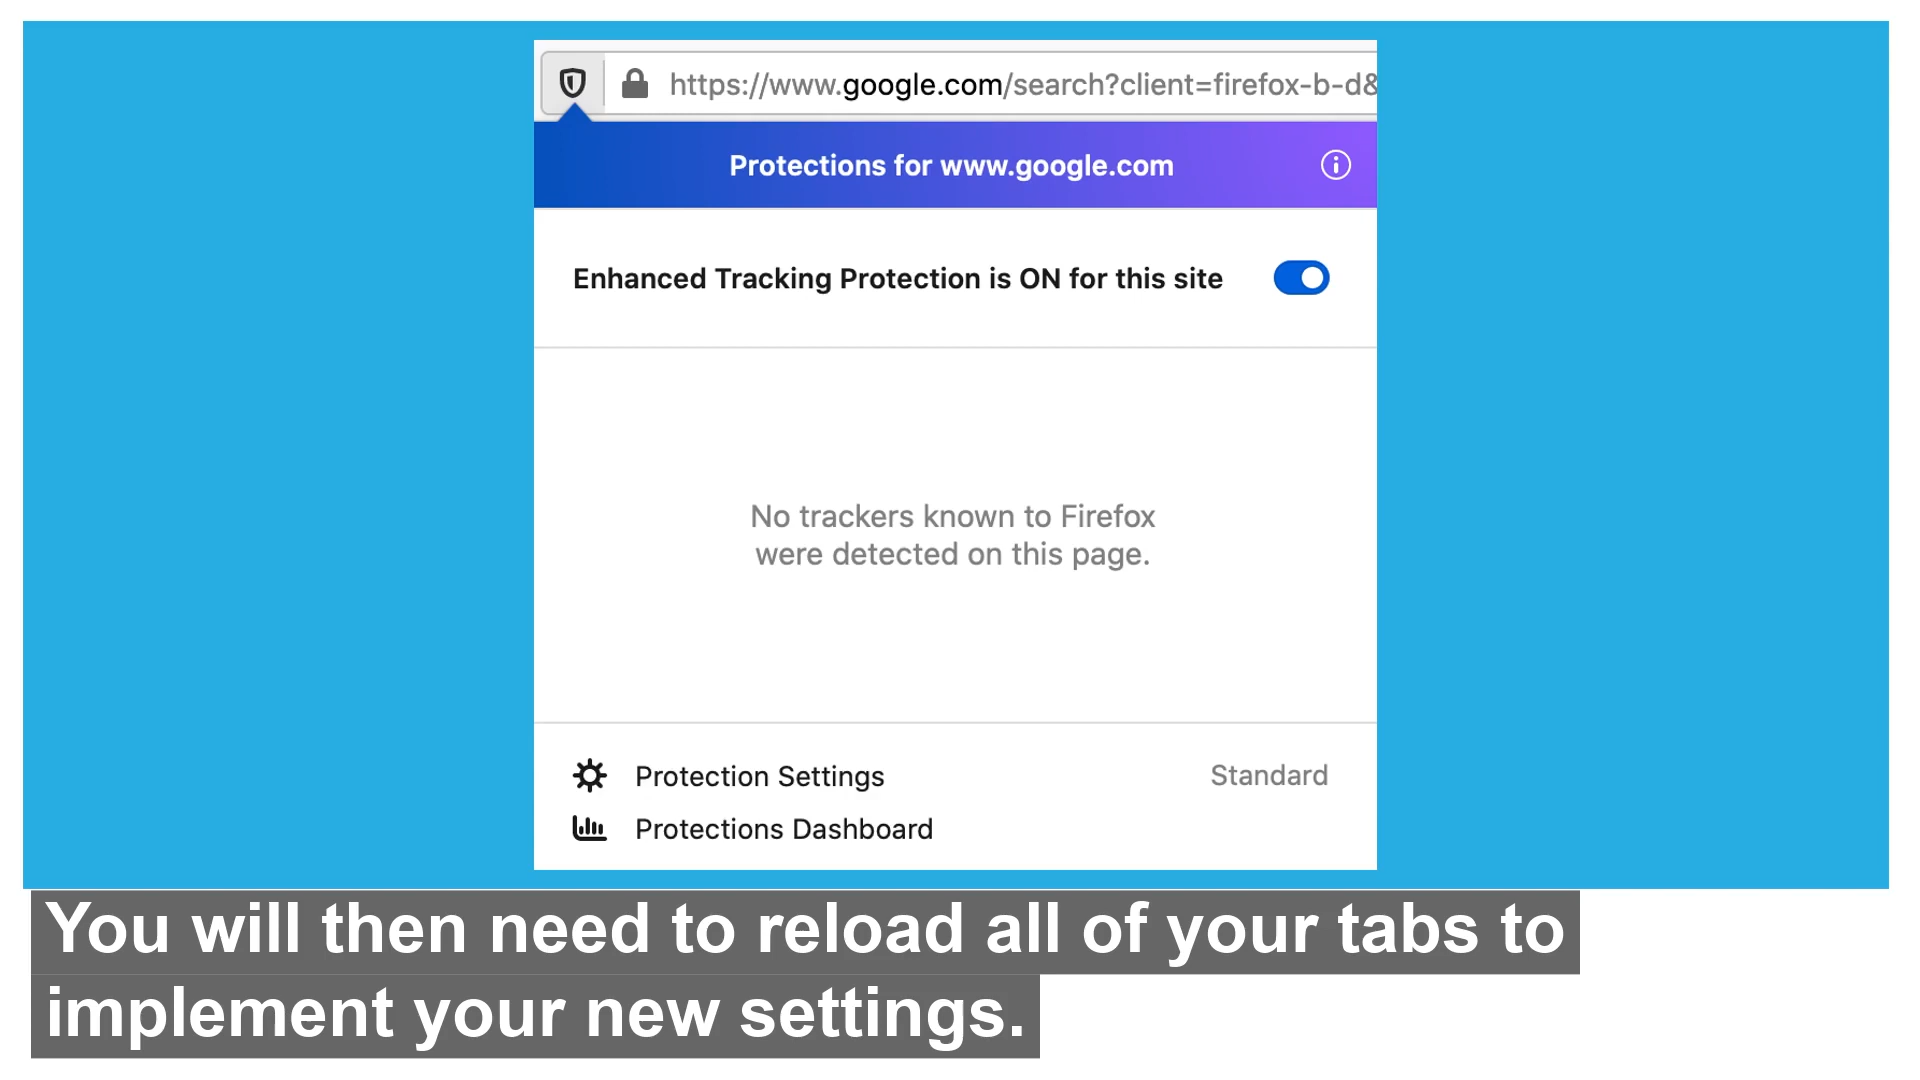 https://www.google.com/search?client=firefox-b-d&
Protections for www.google.com
Enhanced Tracking Protection is ON for this site
No trackers known to Firefox
were detected on this page.
Protection Settings Standard
Protections Dashboard
You will then need to reload all of your tabs to
implement your new settings.